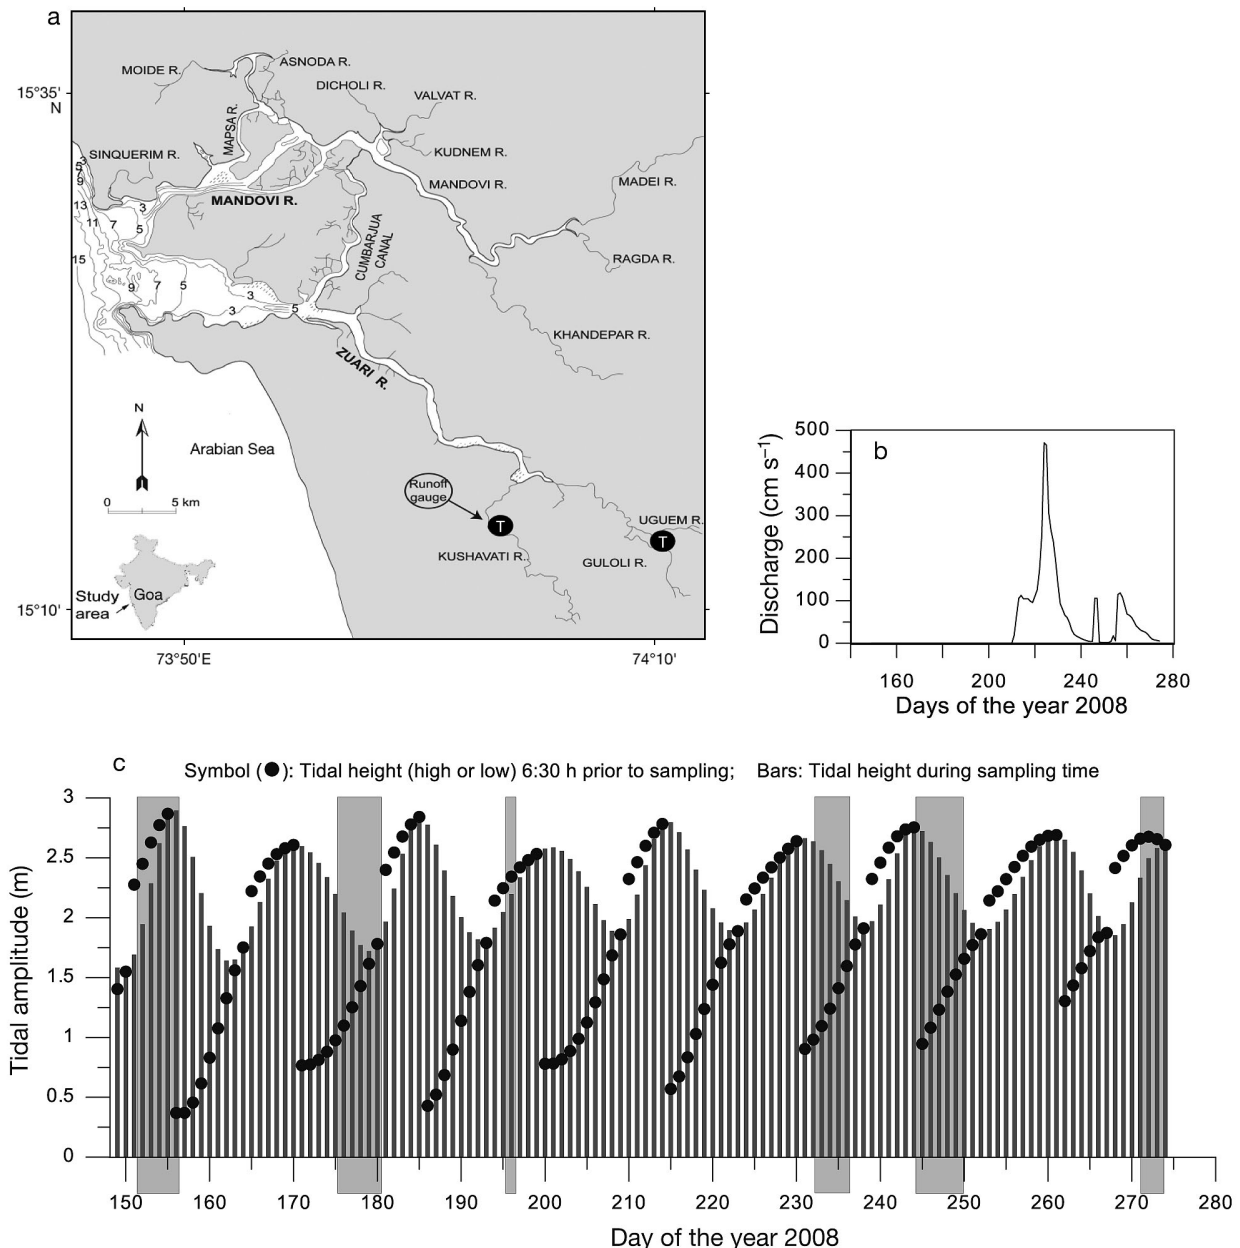 a
MOIDE R.
ASNODA R.
DICHOLI R.
VALVAT R.
15°35'
N
MAPSA R.
SINQUERIM R.
KUDNEM R.
MANDOVI R.
MADEI R.
MANDOVI R.
3
5
7
9
13
11
7
3
5
15
CUMBARJUA
CANAL
RAGDA R.
9
7
5
3
3
5
KHANDEPAR R.
ZUARI R.
N
Arabian Sea
0 5 km
Runoff
gauge
T
UGUEM R.
T
KUSHAVATI R.
GULOLI R.
Study
area
Goa
15°10'
73°50'E
74°10'
b
Discharge (cm s⁻¹)
500
400
300
200
100
0
160 200 240 280
Days of the year 2008
c
Symbol (●): Tidal height (high or low) 6:30 h prior to sampling; Bars: Tidal height during sampling time
Tidal amplitude (m)
3
2.5
2
1.5
1
0.5
0
150 160 170 180 190 200 210 220 230 240 250 260 270 280
Day of the year 2008